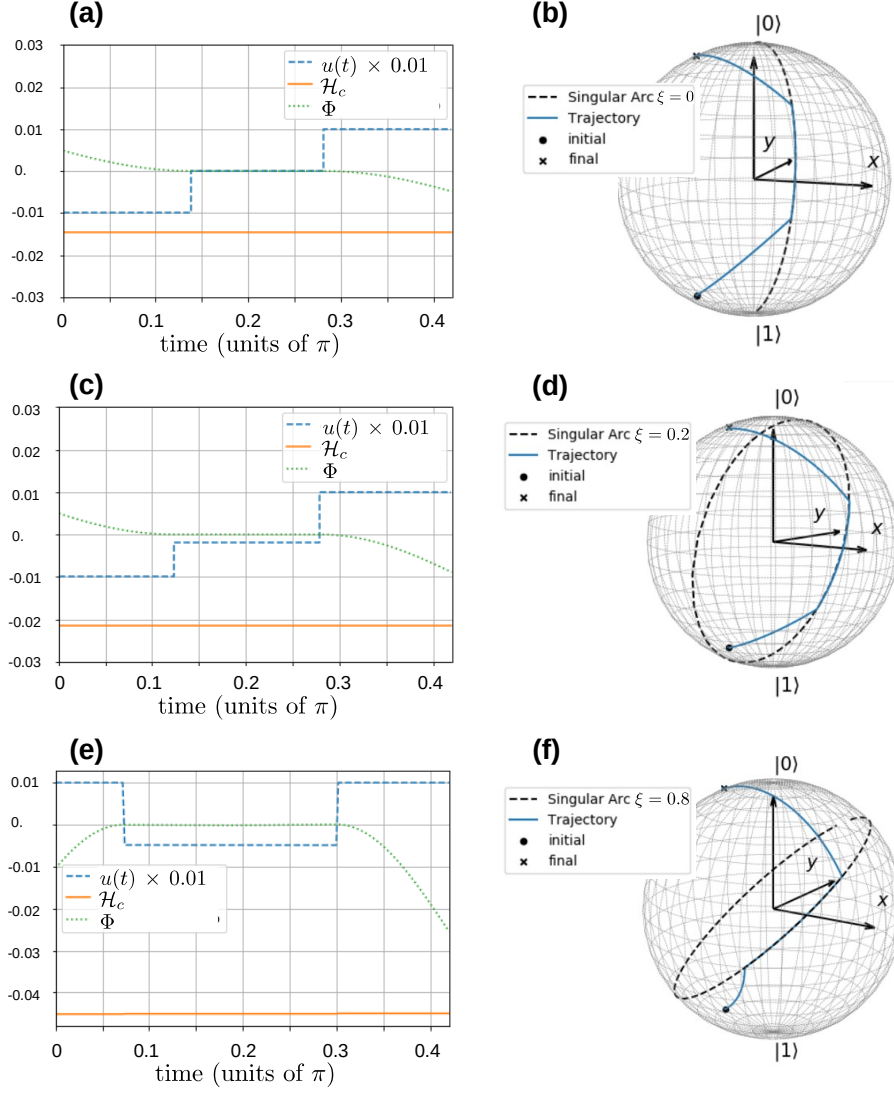 (a)
0.03
0.02
0.01
0.
-0.01
-0.02
-0.03
u(t) × 0.01
ℋc
Φ
0 0.1 0.2 0.3 0.4
time (units of π)
(b)
|0⟩
Singular Arc ξ = 0
Trajectory
initial
final
y
x
|1⟩
(c)
0.03
0.02
0.01
0.
-0.01
-0.02
-0.03
u(t) × 0.01
ℋc
Φ
0 0.1 0.2 0.3 0.4
time (units of π)
(d)
|0⟩
Singular Arc ξ = 0.2
Trajectory
initial
final
y
x
|1⟩
(e)
0.01
0.
-0.01
-0.02
-0.03
-0.04
u(t) × 0.01
ℋc
Φ
0 0.1 0.2 0.3 0.4
time (units of π)
(f)
|0⟩
Singular Arc ξ = 0.8
Trajectory
initial
final
y
x
|1⟩